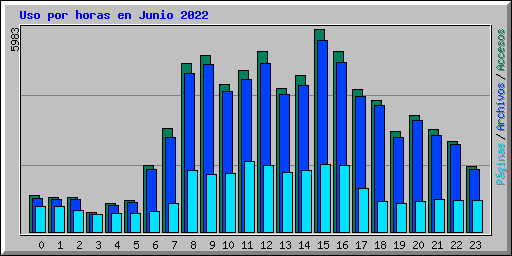 Uso por horas en Junio 2022
5983
Páginas / Archivos / Accesos
0 1 2 3 4 5 6 7 8 9 10 11 12 13 14 15 16 17 18 19 20 21 22 23